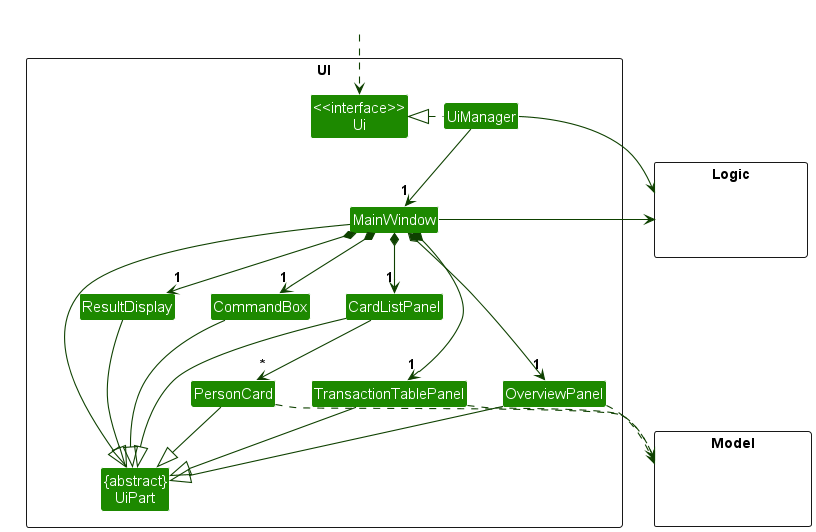 UI
<<interface>>
Ui
UiManager
Logic
1
MainWindow
1
1
1
ResultDisplay
CommandBox
CardListPanel
*
1
1
PersonCard
TransactionTablePanel
OverviewPanel
Model
{abstract}
UiPart